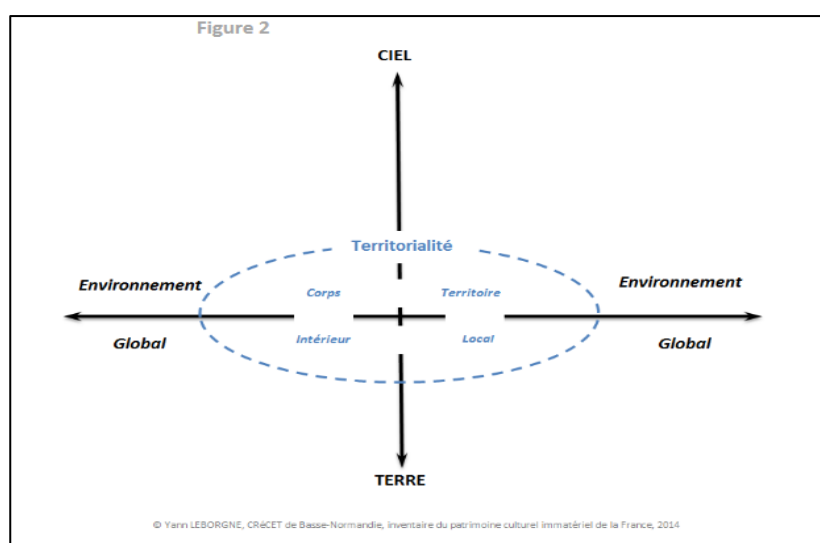 Figure 2
CIEL
Territorialité
Environnement
Corps
Territoire
Environnement
Global
Intérieur
Local
Global
TERRE
© Yann LEBORGNE, CRéCET de Basse-Normandie, inventaire du patrimoine culturel immatériel de la France, 2014